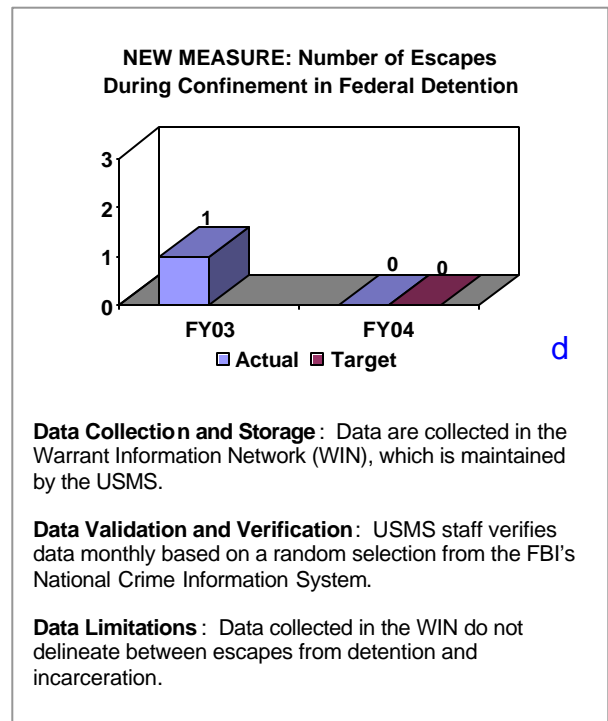 NEW MEASURE: Number of Escapes
During Confinement in Federal Detention
3
2
1
0
1
0
0
FY03
FY04
Actual
Target
d
Data Collection and Storage : Data are collected in the
Warrant Information Network (WIN), which is maintained
by the USMS.
Data Validation and Verification : USMS staff verifies
data monthly based on a random selection from the FBI's
National Crime Information System.
Data Limitations : Data collected in the WIN do not
delineate between escapes from detention and
incarceration.